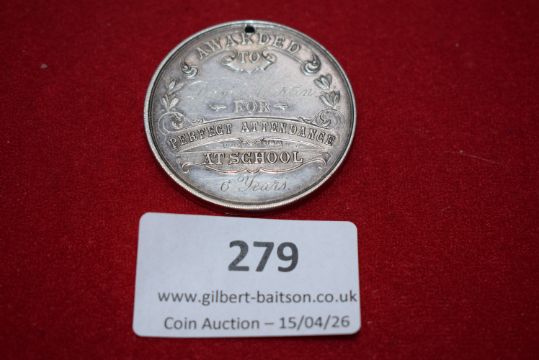 AWARDED
TO
FOR
PERFECT ATTENDANCE
AT SCHOOL
6 Years.
279
www.gilbert-baitson.co.uk
Coin Auction – 15/04/26